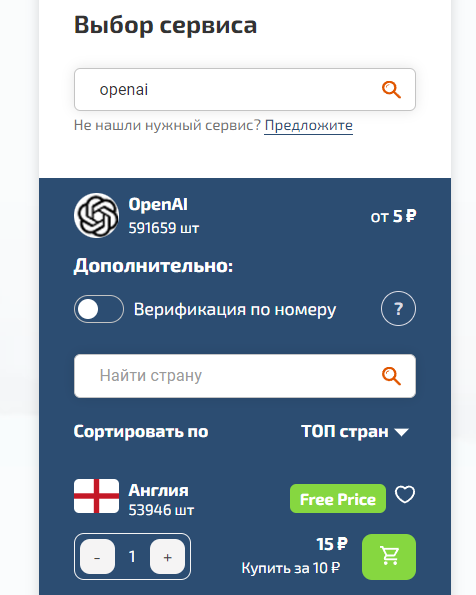 Выбор сервиса
openai
Не нашли нужный сервис? Предложите
OpenAI
591659 шт
от 5 ₽
Дополнительно:
Верификация по номеру
?
Найти страну
Сортировать по
ТОП стран
Англия
53946 шт
Free Price
- 1 +
15 ₽
Купить за 10 ₽